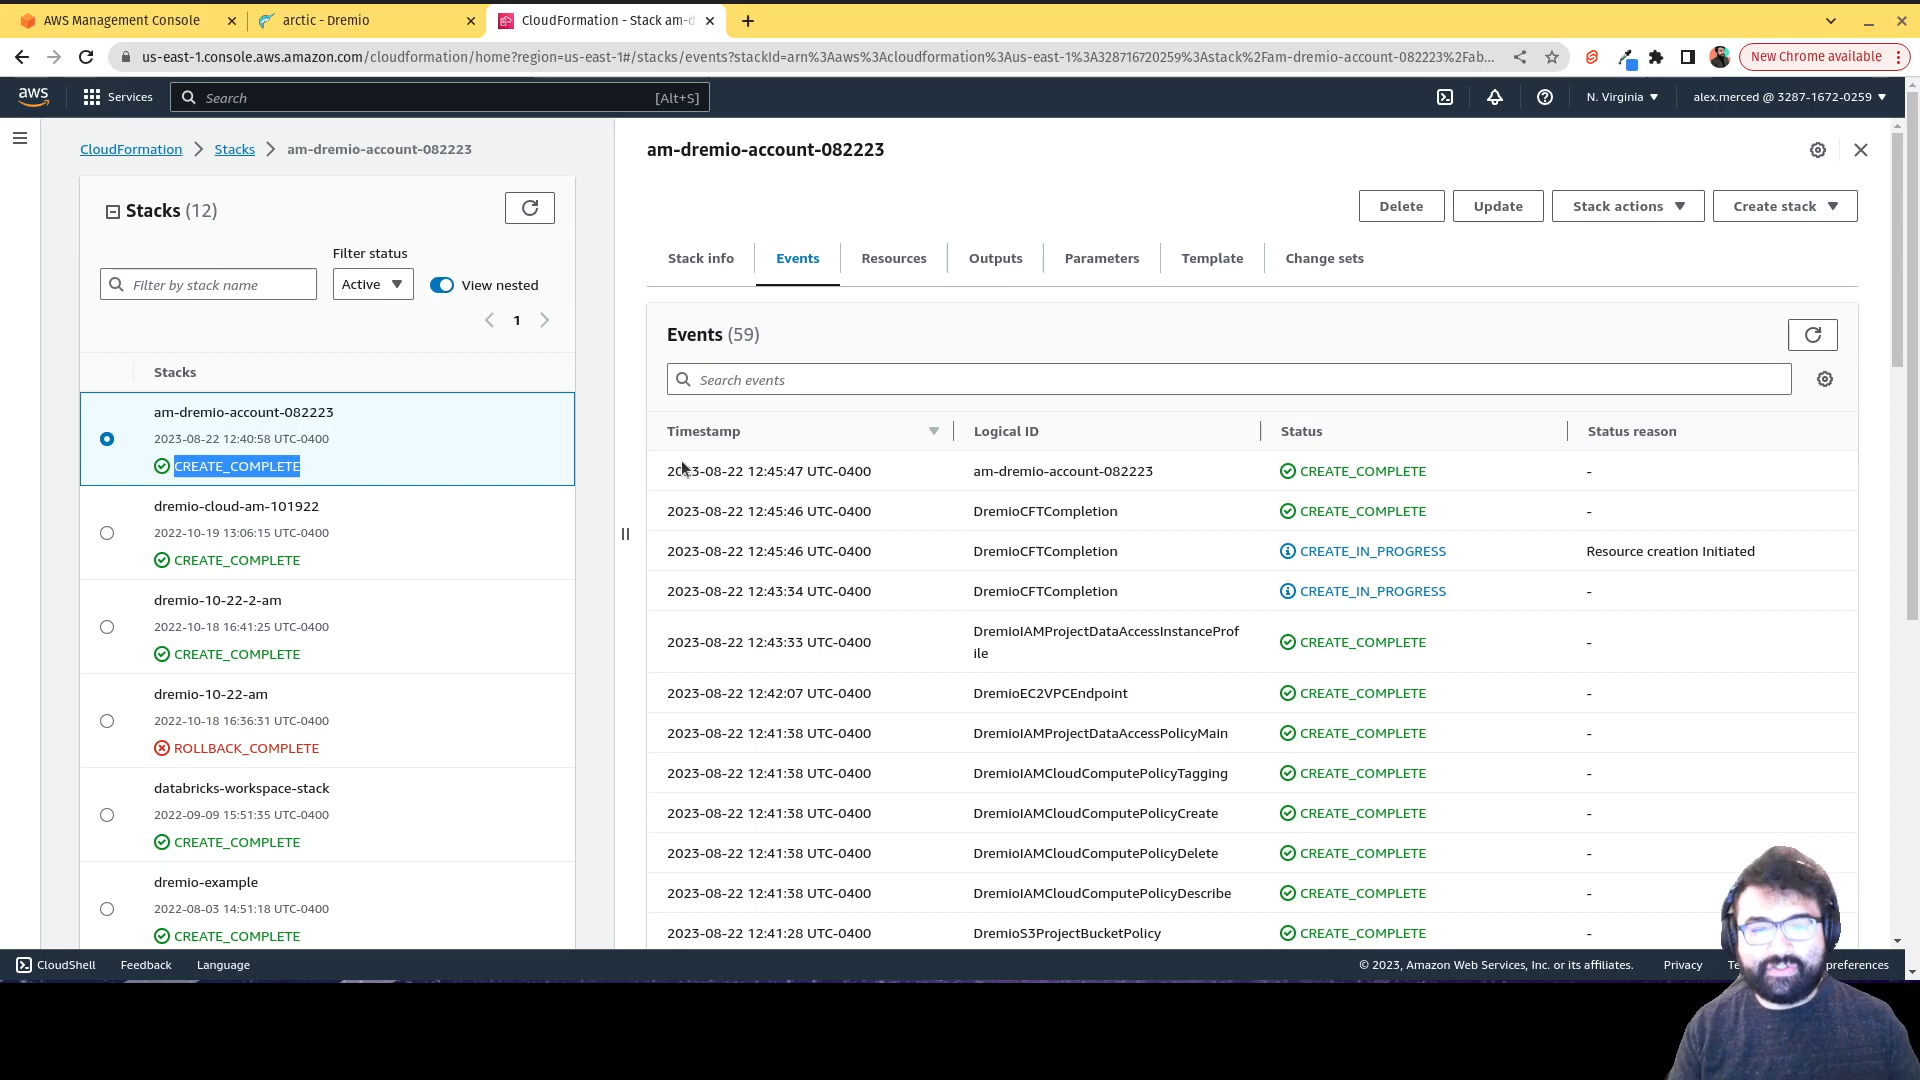 AWS Management Console
arctic - Dremio
CloudFormation - Stack am-d
us-east-1.console.aws.amazon.com/cloudformation/home?region=us-east-1#/stacks/events?stackId=arn%3Aaws%3Acloudformation%3Aus-east-1%3A328716720259%3Astack%2Fam-dremio-account-082223%2Fab...
New Chrome available
aws
Services
Search
[Alt+S]
N. Virginia
alex.merced @ 3287-1672-0259
CloudFormation
Stacks
am-dremio-account-082223
Stacks (12)
Filter status
Filter by stack name
Active
View nested
1
Stacks
am-dremio-account-082223
2023-08-22 12:40:58 UTC-0400
CREATE_COMPLETE
dremio-cloud-am-101922
2022-10-19 13:06:15 UTC-0400
CREATE_COMPLETE
dremio-10-22-2-am
2022-10-18 16:41:25 UTC-0400
CREATE_COMPLETE
dremio-10-22-am
2022-10-18 16:36:31 UTC-0400
ROLLBACK_COMPLETE
databricks-workspace-stack
2022-09-09 15:51:35 UTC-0400
CREATE_COMPLETE
dremio-example
2022-08-03 14:51:18 UTC-0400
CREATE_COMPLETE
am-dremio-account-082223
Delete
Update
Stack actions
Create stack
Stack info
Events
Resources
Outputs
Parameters
Template
Change sets
Events (59)
Search events
Timestamp Logical ID Status Status reason
2023-08-22 12:45:47 UTC-0400 am-dremio-account-082223 CREATE_COMPLETE -
2023-08-22 12:45:46 UTC-0400 DremioCFTCompletion CREATE_COMPLETE -
2023-08-22 12:45:46 UTC-0400 DremioCFTCompletion CREATE_IN_PROGRESS Resource creation Initiated
2023-08-22 12:43:34 UTC-0400 DremioCFTCompletion CREATE_IN_PROGRESS -
2023-08-22 12:43:33 UTC-0400 DremioIAMProjectDataAccessInstanceProf
ile CREATE_COMPLETE -
2023-08-22 12:42:07 UTC-0400 DremioEC2VPCEndpoint CREATE_COMPLETE -
2023-08-22 12:41:38 UTC-0400 DremioIAMProjectDataAccessPolicyMain CREATE_COMPLETE -
2023-08-22 12:41:38 UTC-0400 DremioIAMCloudComputePolicyTagging CREATE_COMPLETE -
2023-08-22 12:41:38 UTC-0400 DremioIAMCloudComputePolicyCreate CREATE_COMPLETE -
2023-08-22 12:41:38 UTC-0400 DremioIAMCloudComputePolicyDelete CREATE_COMPLETE -
2023-08-22 12:41:38 UTC-0400 DremioIAMCloudComputePolicyDescribe CREATE_COMPLETE -
2023-08-22 12:41:28 UTC-0400 DremioS3ProjectBucketPolicy CREATE_COMPLETE -
CloudShell
Feedback
Language
© 2023, Amazon Web Services, Inc. or its affiliates.
Privacy
preferences